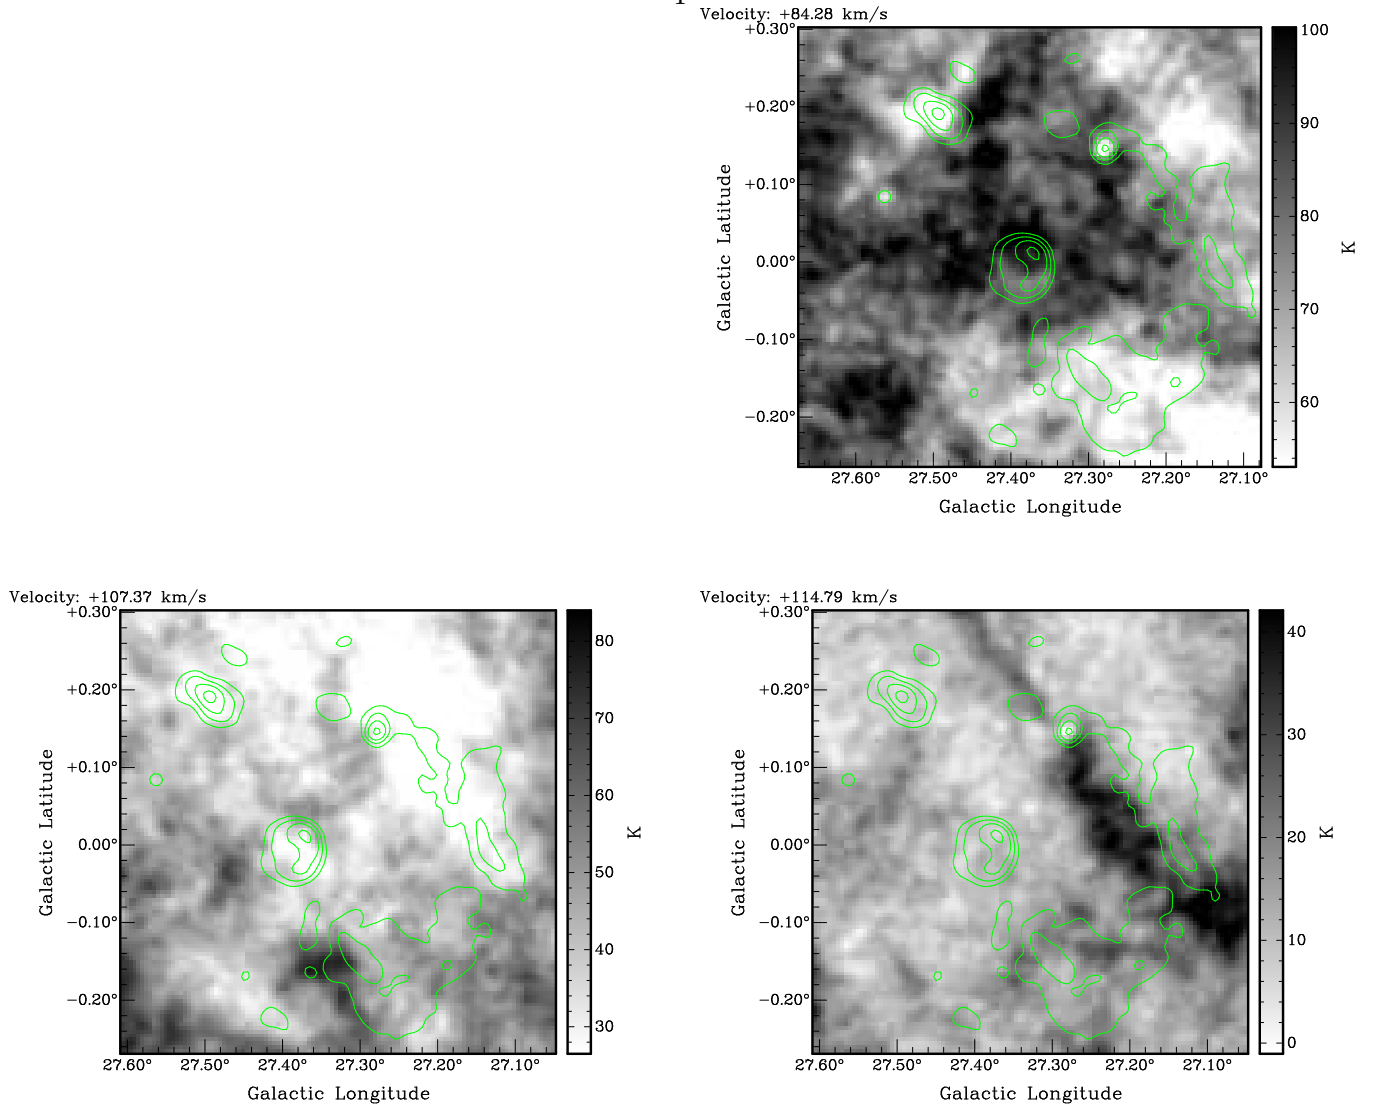 Velocity: +84.28 km/s
+0.30°
+0.20°
+0.10°
0.00°
−0.10°
−0.20°
Galactic Latitude
27.60° 27.50° 27.40° 27.30° 27.20° 27.10°
Galactic Longitude
100
90
80
70
60
K
Velocity: +107.37 km/s
+0.30°
+0.20°
+0.10°
0.00°
−0.10°
−0.20°
Galactic Latitude
27.60° 27.50° 27.40° 27.30° 27.20° 27.10°
Galactic Longitude
80
70
60
50
40
30
K
Velocity: +114.79 km/s
+0.30°
+0.20°
+0.10°
0.00°
−0.10°
−0.20°
Galactic Latitude
27.60° 27.50° 27.40° 27.30° 27.20° 27.10°
Galactic Longitude
40
30
20
10
0
K